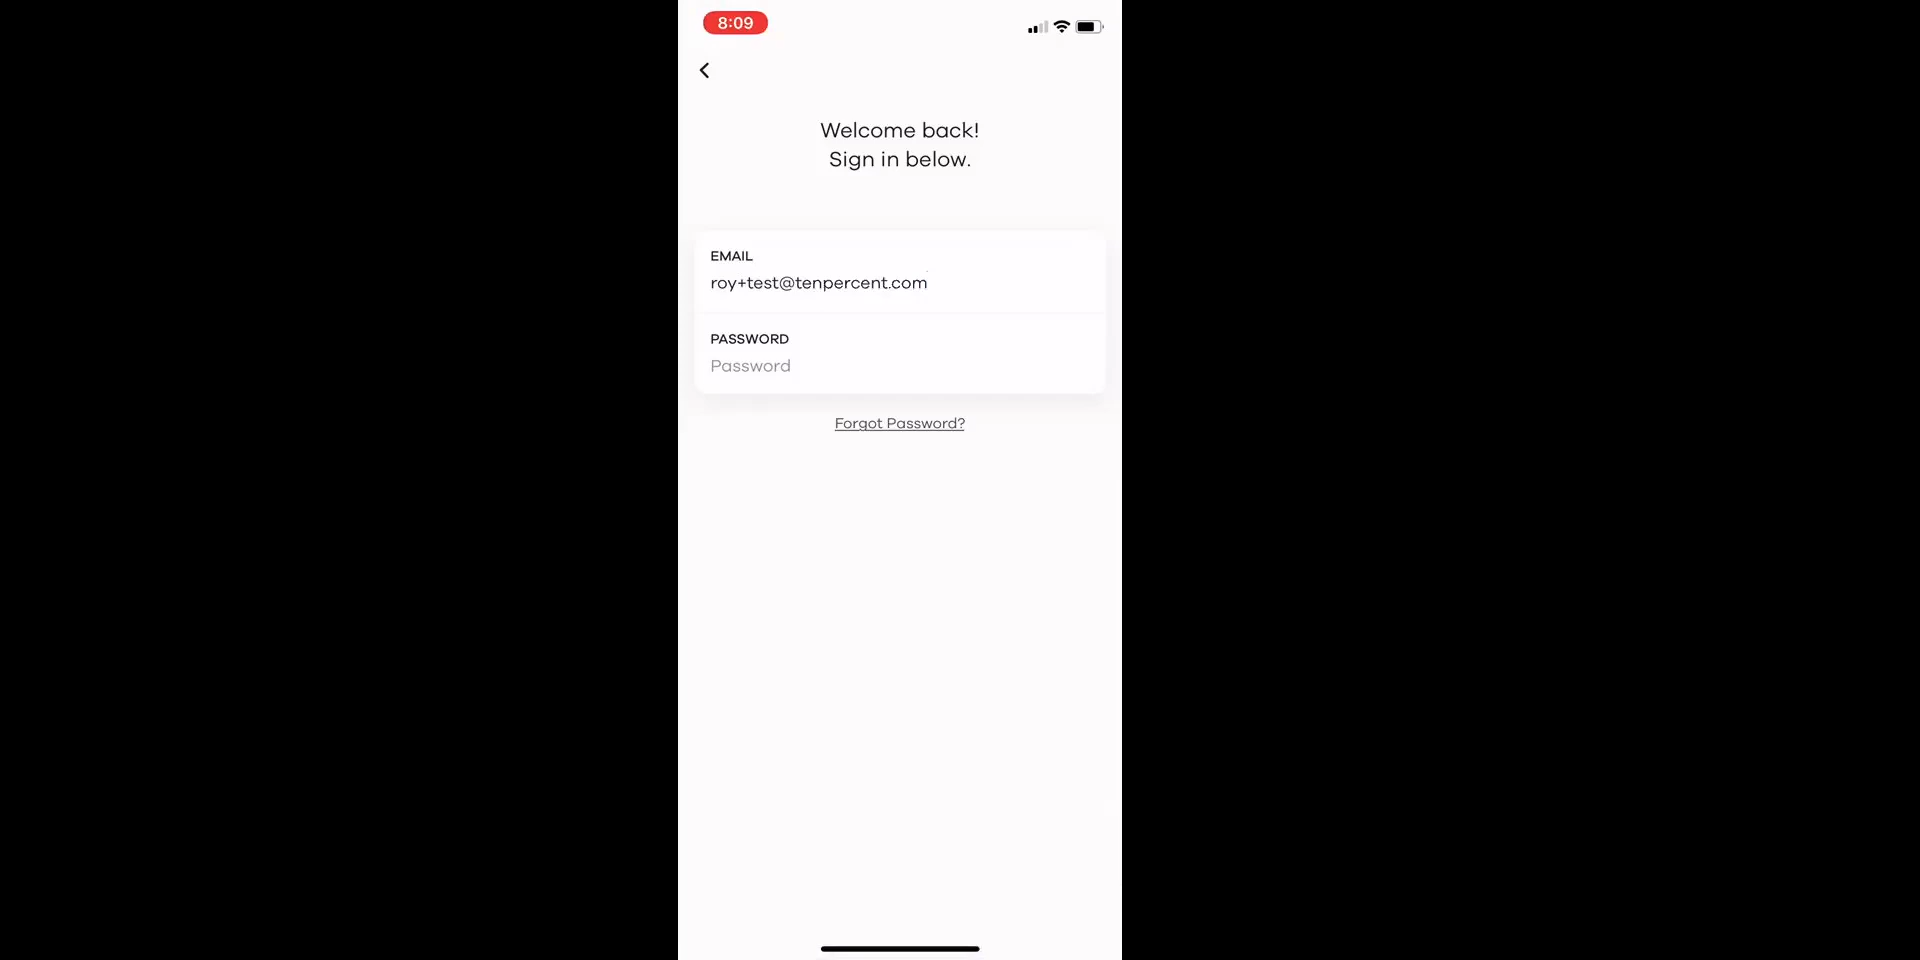 8:09
Welcome back!
Sign in below.
EMAIL
roy+test@tenpercent.com
PASSWORD
Password
Forgot Password?